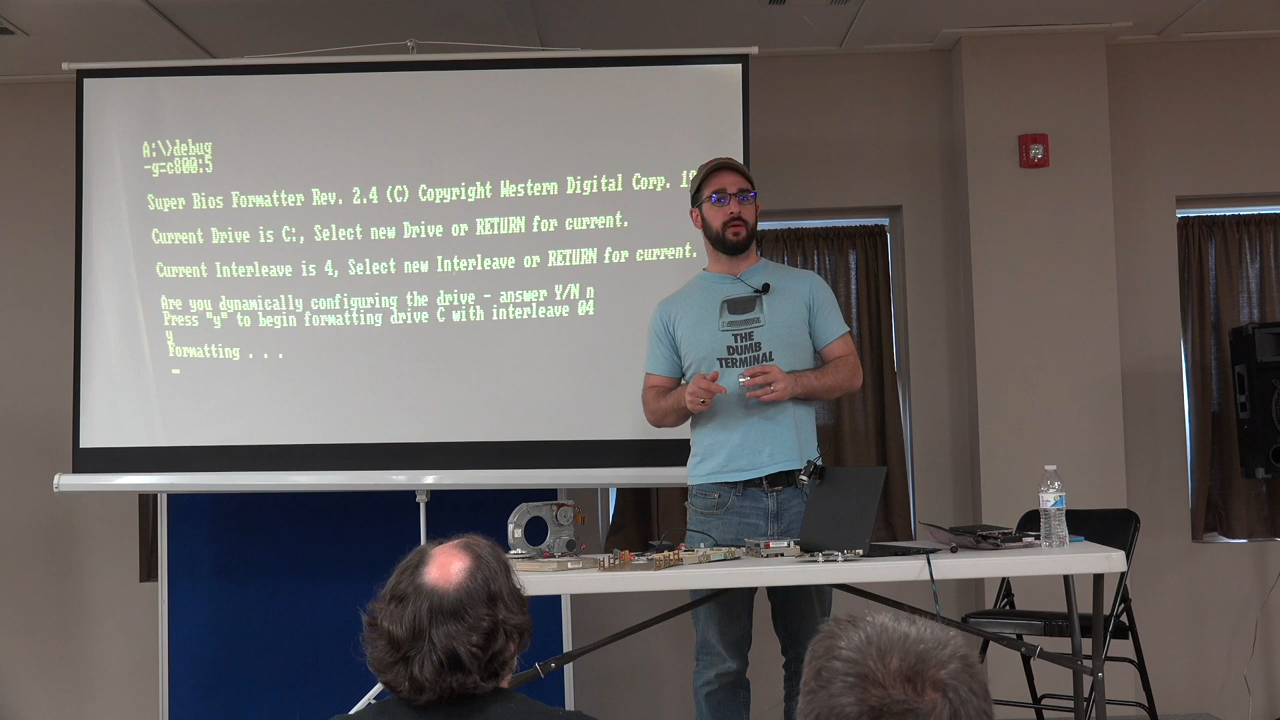 A:\>debug
-g=c800:5
Super Bios Formatter Rev. 2.4 (C) Copyright Western Digital Corp.
Current Drive is C:, Select new Drive or RETURN for current.
Current Interleave is 4, Select new Interleave or RETURN for current.
Are you dynamically configuring the drive - answer Y/N n
Press "y" to begin formatting drive C with interleave 04
y
Formatting . . .
THE
DUMB
TERMINAL